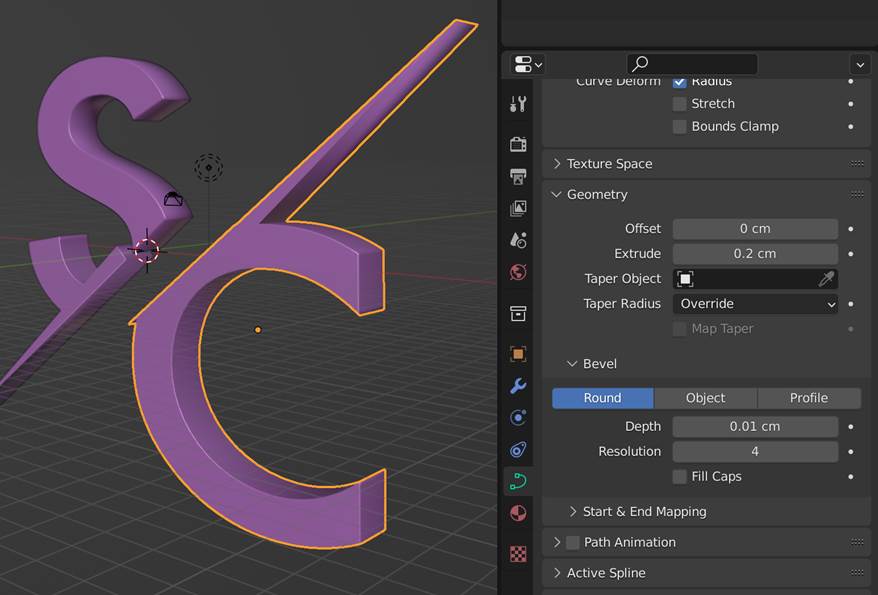 Curve Deform Radius
Stretch
Bounds Clamp
Texture Space
Geometry
Offset 0 cm
Extrude 0.2 cm
Taper Object
Taper Radius Override
Map Taper
Bevel
Round Object Profile
Depth 0.01 cm
Resolution 4
Fill Caps
Start & End Mapping
Path Animation
Active Spline